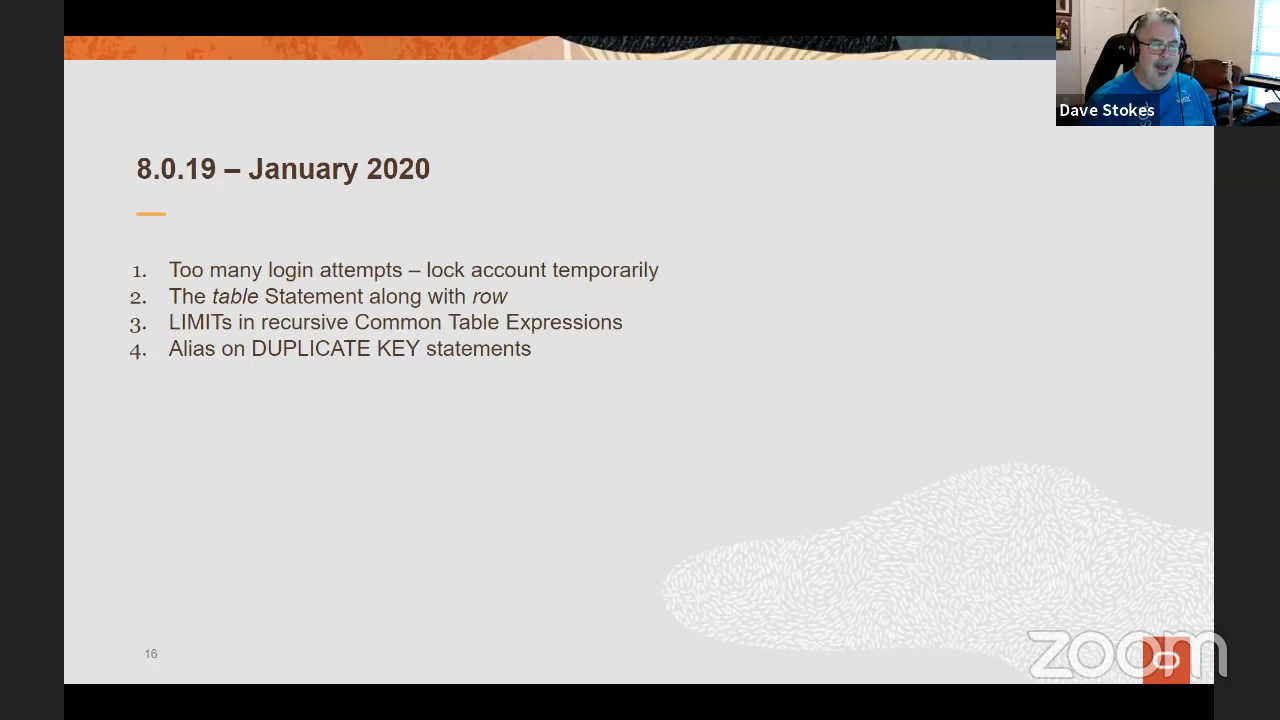 Dave Stokes
8.0.19 – January 2020
1. Too many login attempts – lock account temporarily
2. The table Statement along with row
3. LIMITs in recursive Common Table Expressions
4. Alias on DUPLICATE KEY statements
16
zoom